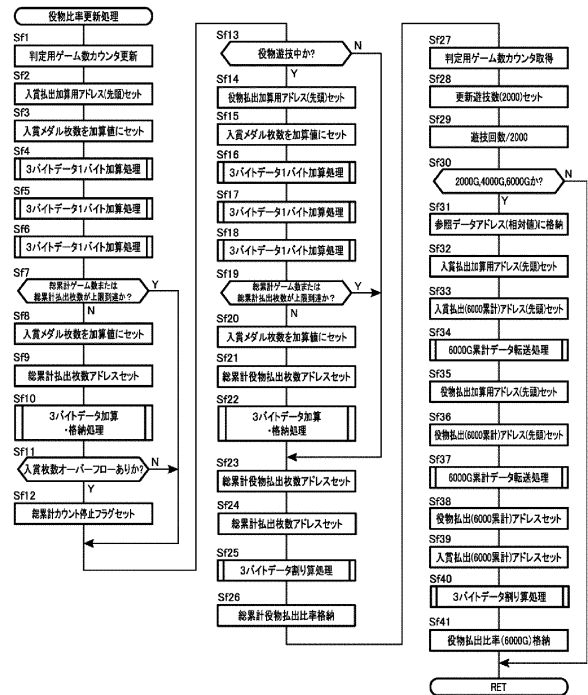 役物比率更新処理
Sf1
判定用ゲーム数カウンタ更新
Sf2
入賞払出加算用アドレス(先頭)セット
Sf3
入賞メダル枚数を加算値にセット
Sf4
3バイトデータ1バイト加算処理
Sf5
3バイトデータ1バイト加算処理
Sf6
3バイトデータ1バイト加算処理
Sf7
総累計ゲーム数または
総累計払出枚数が上限到達か?
Y
N
Sf8
入賞メダル枚数を加算値にセット
Sf9
総累計払出枚数アドレスセット
Sf10
3バイトデータ加算
・格納処理
Sf11
入賞枚数オーバーフローありか?
N
Y
Sf12
総累計カウント停止フラグセット
Sf13
役物遊技中か?
N
Y
Sf14
役物払出加算用アドレス(先頭)セット
Sf15
入賞メダル枚数を加算値にセット
Sf16
3バイトデータ1バイト加算処理
Sf17
3バイトデータ1バイト加算処理
Sf18
3バイトデータ1バイト加算処理
Sf19
総累計ゲーム数または
総累計払出枚数が上限到達か?
Y
N
Sf20
入賞メダル枚数を加算値にセット
Sf21
総累計役物払出枚数アドレスセット
Sf22
3バイトデータ加算
・格納処理
Sf23
総累計役物払出枚数アドレスセット
Sf24
総累計払出枚数アドレスセット
Sf25
3バイトデータ割り算処理
Sf26
総累計役物払出比率格納
Sf27
判定用ゲーム数カウンタ取得
Sf28
更新遊技数(2000)セット
Sf29
遊技回数/2000
Sf30
2000G,4000G,6000Gか?
N
Y
Sf31
参照データアドレス(相対値)に格納
Sf32
入賞払出加算用アドレス(先頭)セット
Sf33
入賞払出(6000累計)アドレス(先頭)セット
Sf34
6000G累計データ転送処理
Sf35
役物払出加算用アドレス(先頭)セット
Sf36
役物払出(6000累計)アドレス(先頭)セット
Sf37
6000G累計データ転送処理
Sf38
役物払出(6000累計)アドレスセット
Sf39
入賞払出(6000累計)アドレスセット
Sf40
3バイトデータ割り算処理
Sf41
役物払出比率(6000G)格納
RET